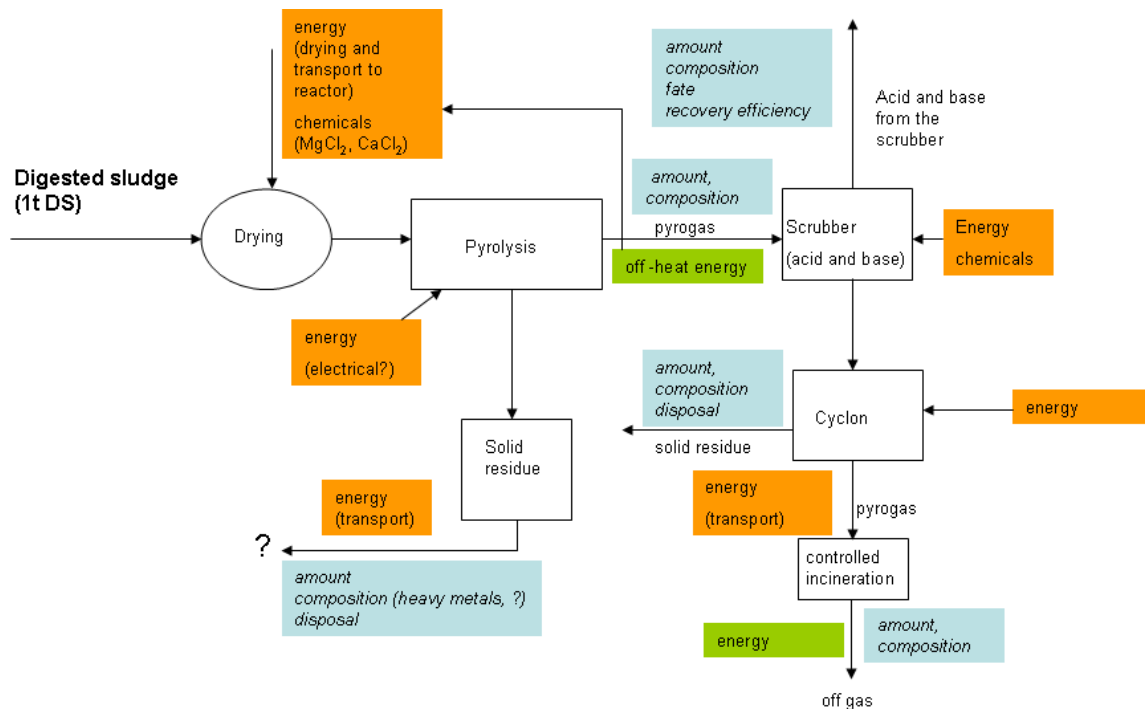 energy
(drying and
transport to
reactor)
chemicals
(MgCl₂, CaCl₂)
amount
composition
fate
recovery efficiency
Acid and base
from the
scrubber
Digested sludge
(1t DS)
Drying
Pyrolysis
amount,
composition
pyrogas
off -heat energy
Scrubber
(acid and base)
Energy
chemicals
energy
(electrical?)
amount,
composition
disposal
solid residue
Cyclon
energy
Solid
residue
energy
(transport)
?
amount
composition (heavy metals, ?)
disposal
energy
(transport)
pyrogas
controlled
incineration
energy
amount,
composition
off gas